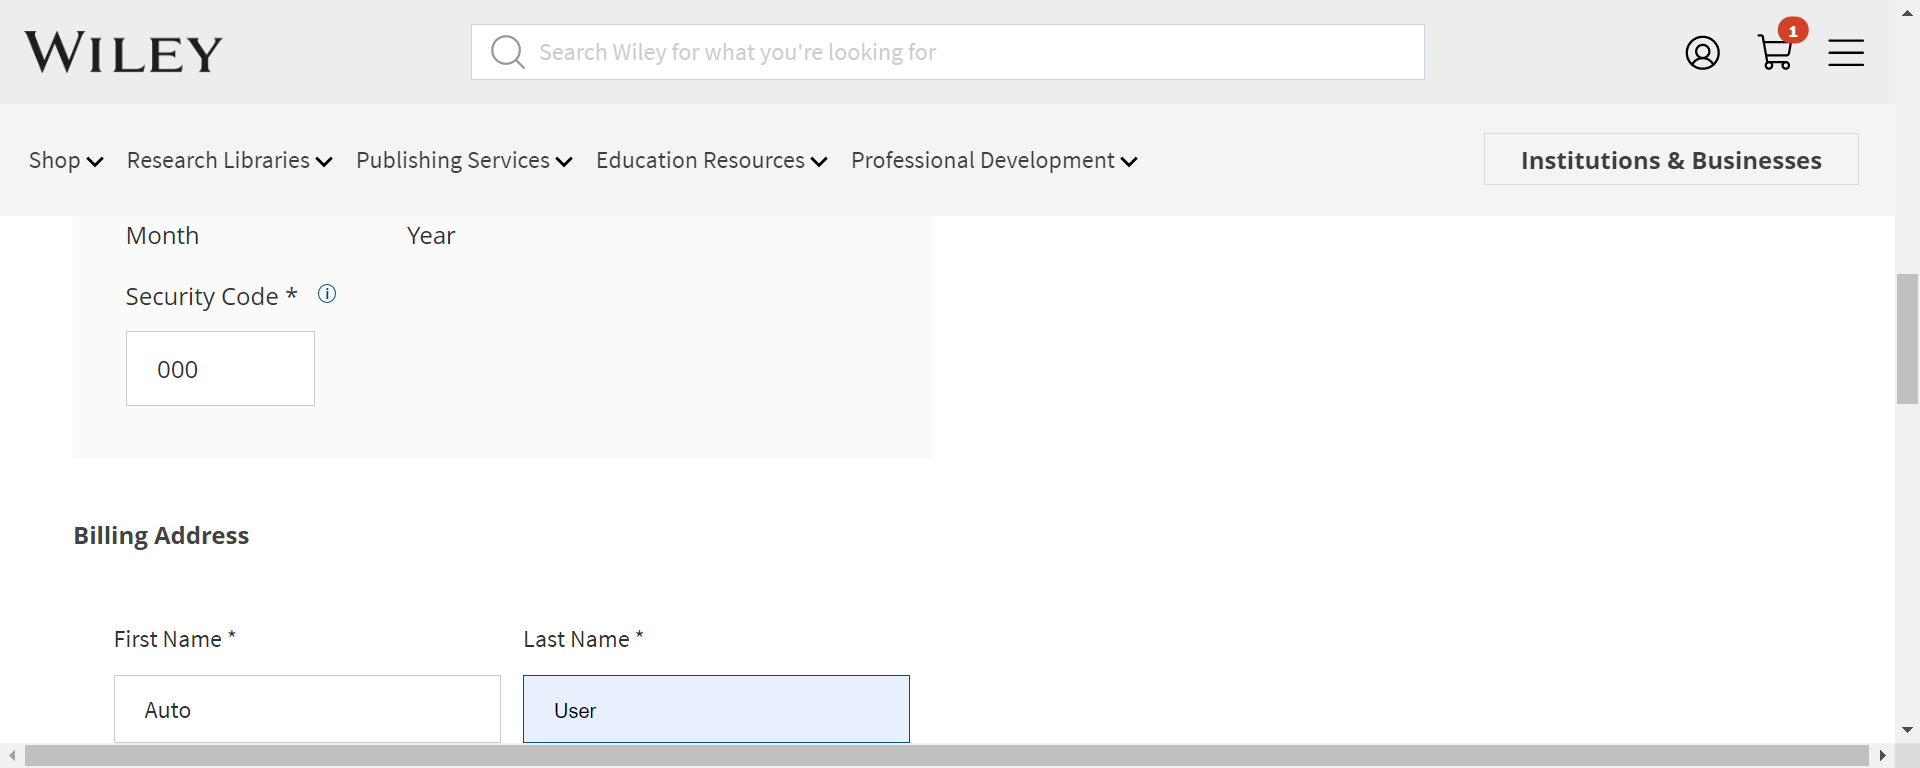 WILEY
Search Wiley for what you're looking for
1
Shop Research Libraries Publishing Services Education Resources Professional Development Institutions & Businesses
Month Year
Security Code *
000
Billing Address
First Name * Last Name *
Auto User